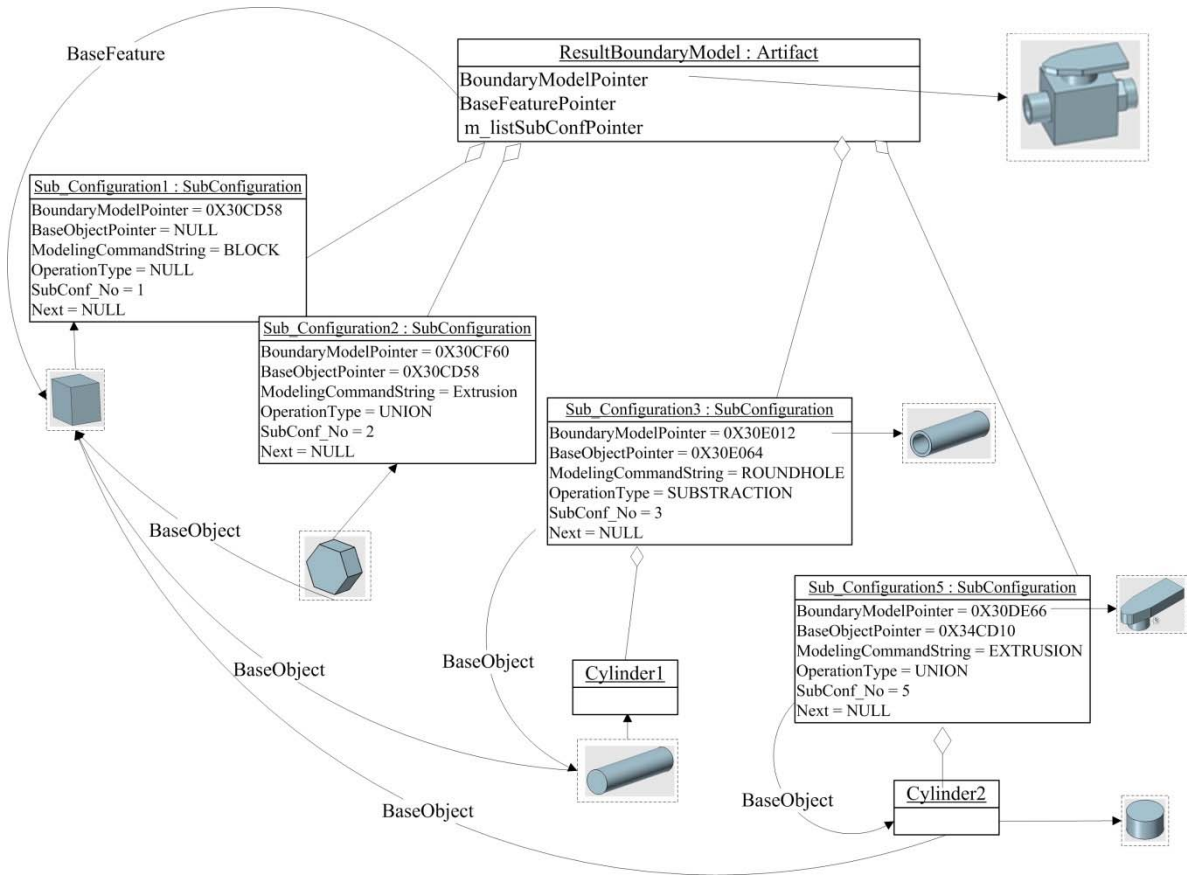 BaseFeature
ResultBoundaryModel : Artifact
BoundaryModelPointer
BaseFeaturePointer
m_listSubConfPointer
Sub_Configuration1 : SubConfiguration
BoundaryModelPointer = 0X30CD58
BaseObjectPointer = NULL
ModelingCommandString = BLOCK
OperationType = NULL
SubConf_No = 1
Next = NULL
Sub_Configuration2 : SubConfiguration
BoundaryModelPointer = 0X30CF60
BaseObjectPointer = 0X30CD58
ModelingCommandString = Extrusion
OperationType = UNION
SubConf_No = 2
Next = NULL
Sub_Configuration3 : SubConfiguration
BoundaryModelPointer = 0X30E012
BaseObjectPointer = 0X30E064
ModelingCommandString = ROUNDHOLE
OperationType = SUBSTRACTION
SubConf_No = 3
Next = NULL
BaseObject
Sub_Configuration5 : SubConfiguration
BoundaryModelPointer = 0X30DE66
BaseObjectPointer = 0X34CD10
ModelingCommandString = EXTRUSION
OperationType = UNION
SubConf_No = 5
Next = NULL
BaseObject
BaseObject
Cylinder1
BaseObject
BaseObject
Cylinder2